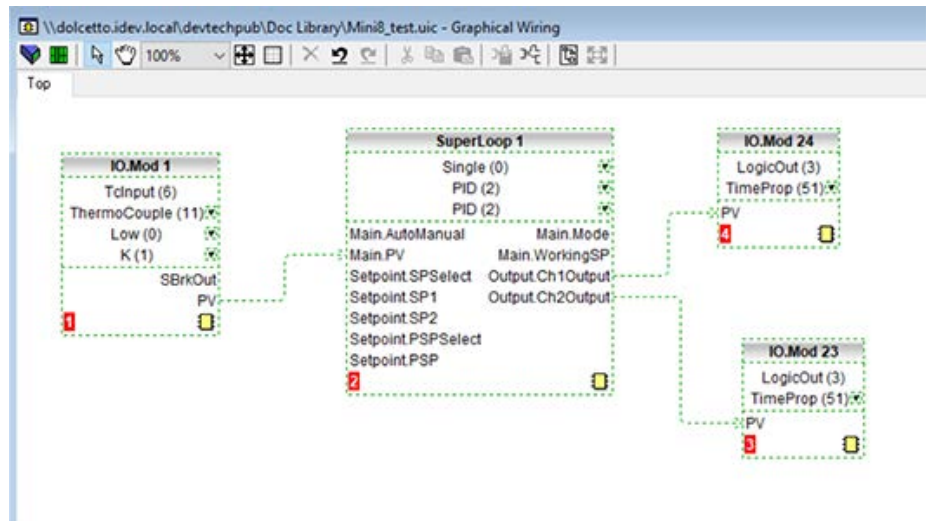 \\dolcetto.idev.local\devtechpub\Doc Library\Mini8_test.uic - Graphical Wiring
100%
Top
IO.Mod 1
TcInput (6)
ThermoCouple (11)
Low (0)
K (1)
SBrkOut
PV
1
SuperLoop 1
Single (0)
PID (2)
PID (2)
Main.AutoManual Main.Mode
Main.PV Main.WorkingSP
Setpoint.SPSelect Output.Ch1Output
Setpoint.SP1 Output.Ch2Output
Setpoint.SP2
Setpoint.PSPSelect
Setpoint.PSP
2
IO.Mod 24
LogicOut (3)
TimeProp (51)
PV
4
IO.Mod 23
LogicOut (3)
TimeProp (51)
PV
3